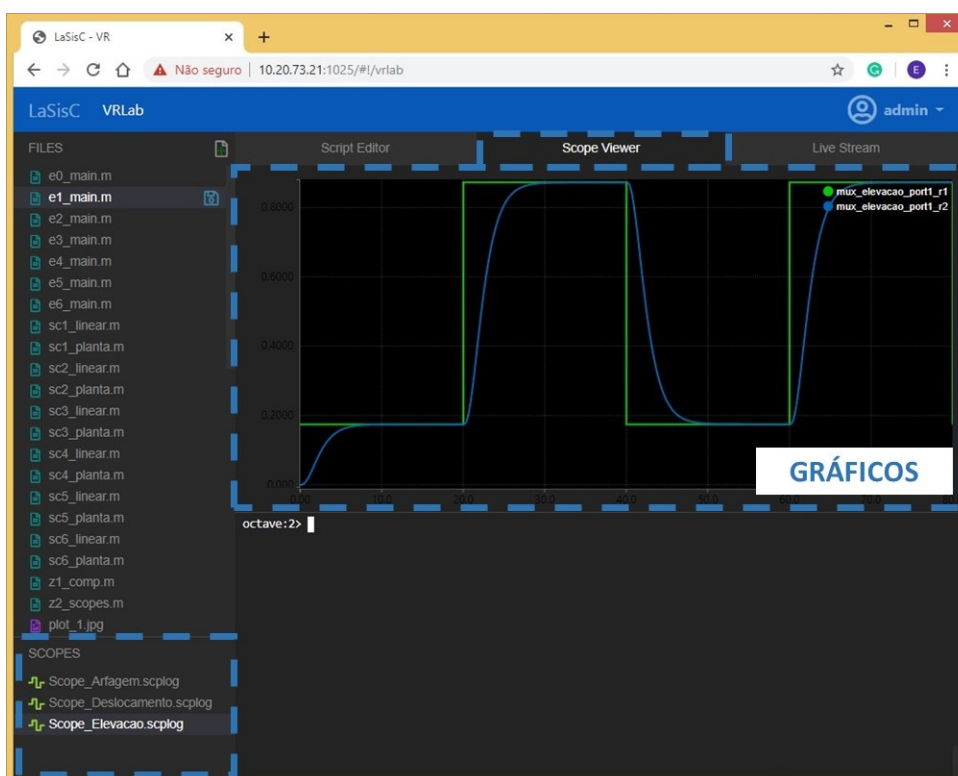 LaSisC - VR
Não seguro
10.20.73.21:1025/#!/vrlab
E
LaSisC VRLab
admin
FILES
Script Editor
Scope Viewer
Live Stream
e0_main.m
e1_main.m
e2_main.m
e3_main.m
e4_main.m
e5_main.m
e6_main.m
sc1_linear.m
sc1_planta.m
sc2_linear.m
sc2_planta.m
sc3_linear.m
sc3_planta.m
sc4_linear.m
sc4_planta.m
sc5_linear.m
sc5_planta.m
sc6_linear.m
sc6_planta.m
z1_comp.m
z2_scopes.m
plot_1.jpg
SCOPES
Scope_Arfagem.scplog
Scope_Deslocamento.scplog
Scope_Elevacao.scplog
mux_elevacao_port1_r1
mux_elevacao_port1_r2
0.8000
0.6000
0.4000
0.2000
0.000
0.00 10.0 20.0 30.0 40.0 50.0 60.0 70.0
GRÁFICOS
octave:2>